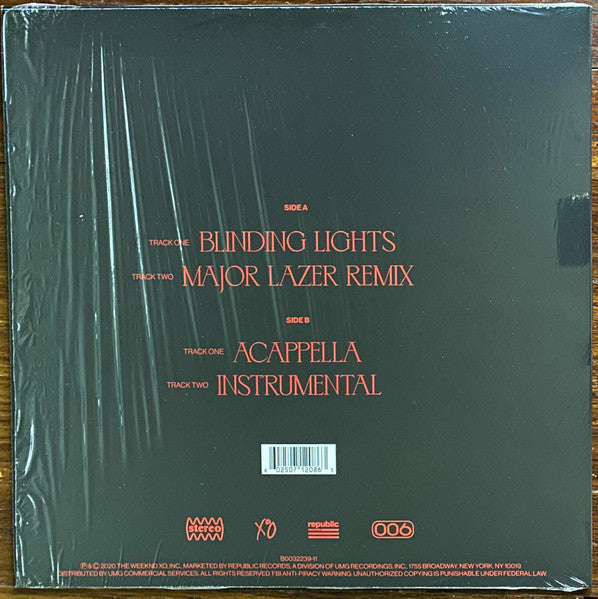 SIDE A
TRACK ONE BLINDING LIGHTS
TRACK TWO MAJOR LAZER REMIX
SIDE B
TRACK ONE ACAPPELLA
TRACK TWO INSTRUMENTAL
6 02507 12086 3
stereo XO republic 006
B0032239-11
℗ & © 2020 THE WEEKND XO, INC., MARKETED BY REPUBLIC RECORDS, A DIVISION OF UMG RECORDINGS, INC., 1755 BROADWAY, NEW YORK, NY 10019.
DISTRIBUTED BY UMG COMMERCIAL SERVICES. ALL RIGHTS RESERVED. FBI ANTI-PIRACY WARNING: UNAUTHORIZED COPYING IS PUNISHABLE UNDER FEDERAL LAW